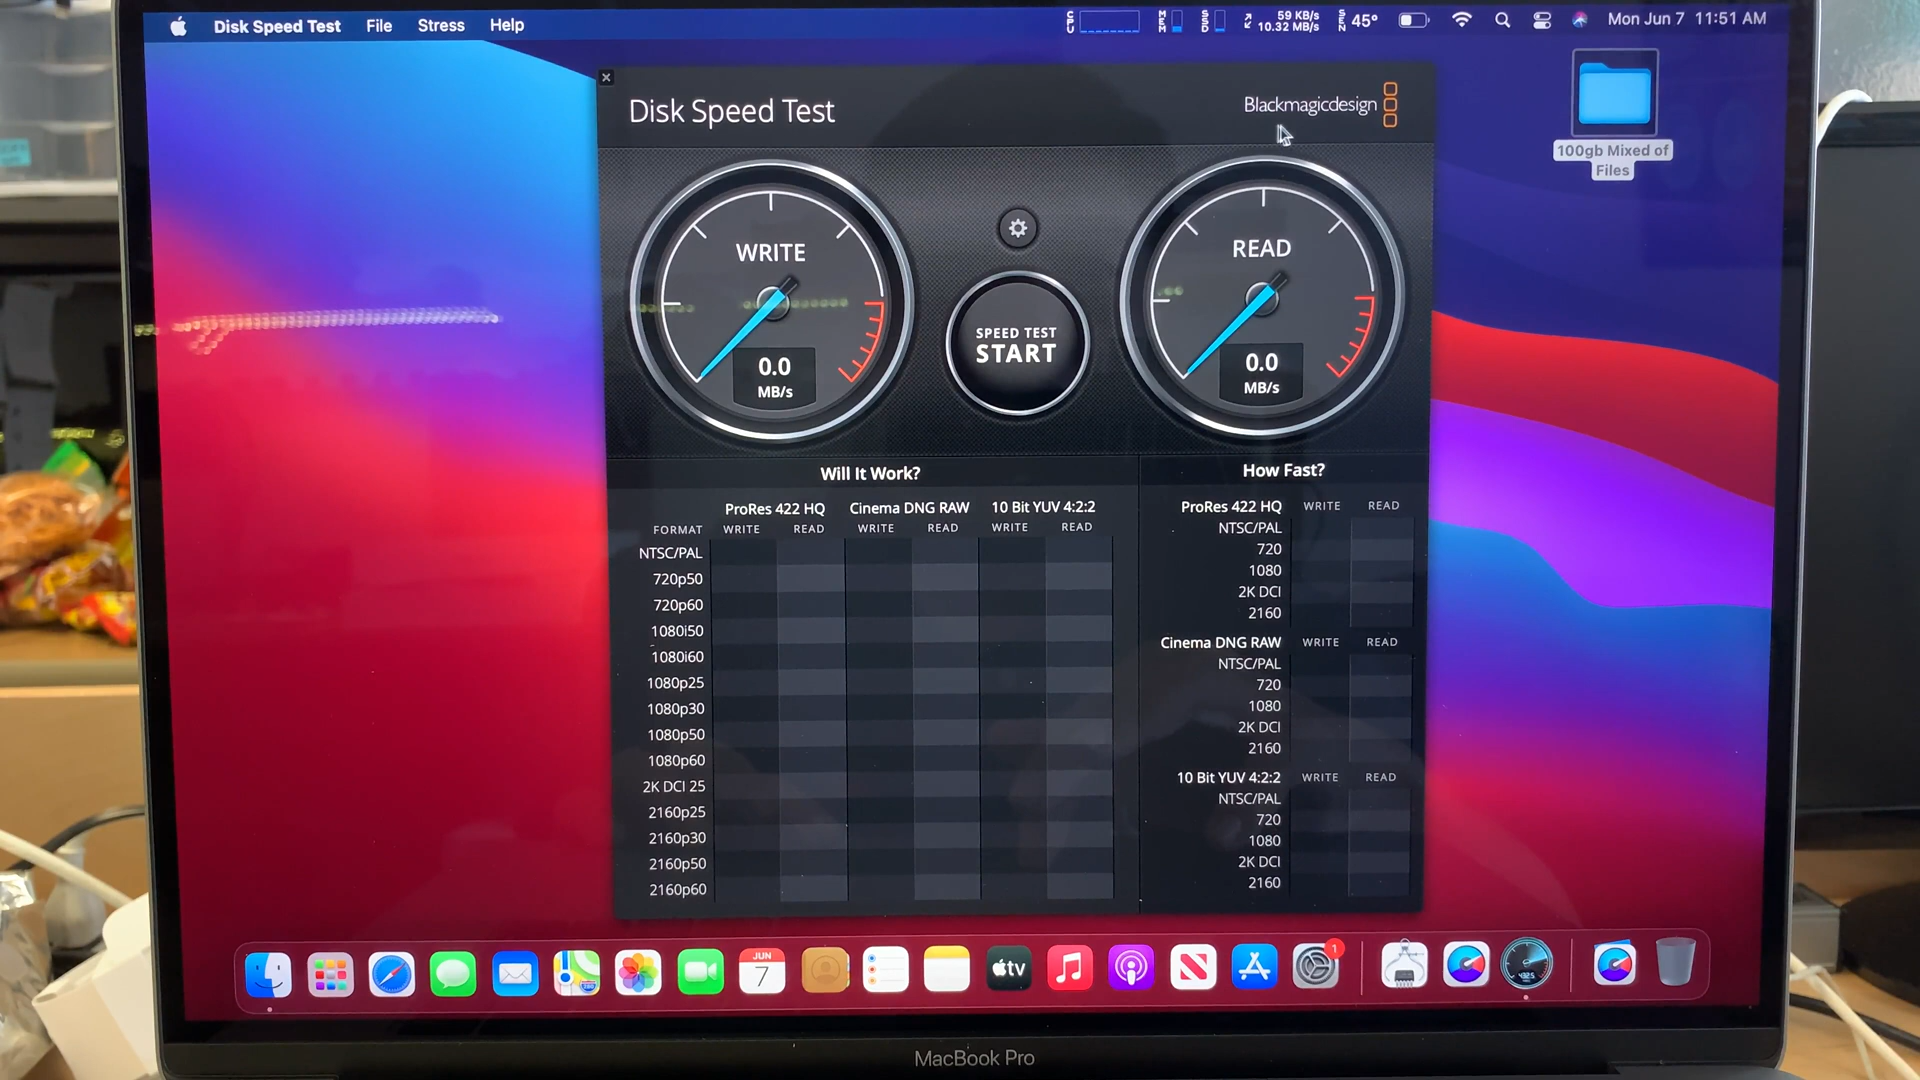 Disk Speed Test File Stress Help
CPU MEM SSD 59 KB/s SEN 45° Mon Jun 7 11:51 AM
10.32 MB/s
Disk Speed Test
Blackmagicdesign
100gb Mixed of
Files
WRITE
READ
SPEED TEST
START
0.0
MB/s
0.0
MB/s
Will It Work?
ProRes 422 HQ Cinema DNG RAW 10 Bit YUV 4:2:2
FORMAT WRITE READ WRITE READ WRITE READ
NTSC/PAL
720p50
720p60
1080i50
1080i60
1080p25
1080p30
1080p50
1080p60
2K DCI 25
2160p25
2160p30
2160p50
2160p60
How Fast?
ProRes 422 HQ WRITE READ
NTSC/PAL
720
1080
2K DCI
2160
Cinema DNG RAW WRITE READ
NTSC/PAL
720
1080
2K DCI
2160
10 Bit YUV 4:2:2 WRITE READ
NTSC/PAL
720
1080
2K DCI
2160
JUN
7
tv
1
MacBook Pro